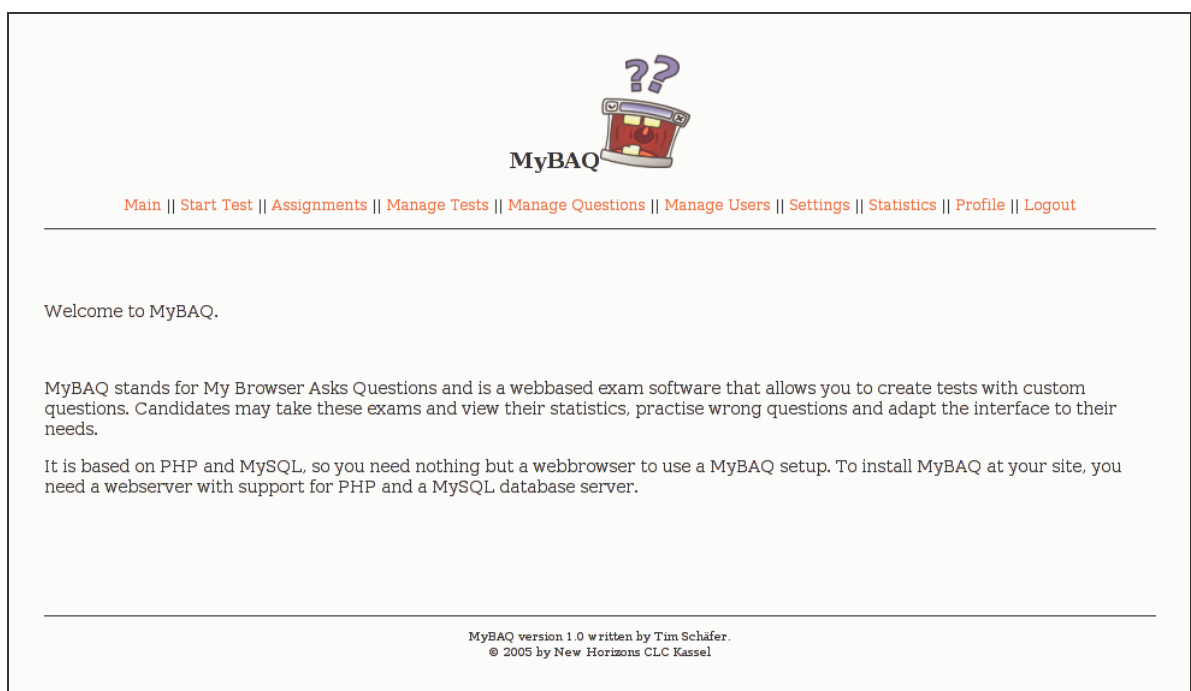 ??
MyBAQ
Main || Start Test || Assignments || Manage Tests || Manage Questions || Manage Users || Settings || Statistics || Profile || Logout
Welcome to MyBAQ.
MyBAQ stands for My Browser Asks Questions and is a webbased exam software that allows you to create tests with custom
questions. Candidates may take these exams and view their statistics, practise wrong questions and adapt the interface to their
needs.
It is based on PHP and MySQL, so you need nothing but a webbrowser to use a MyBAQ setup. To install MyBAQ at your site, you
need a webserver with support for PHP and a MySQL database server.
MyBAQ version 1.0 written by Tim Schäfer.
© 2005 by New Horizons CLC Kassel